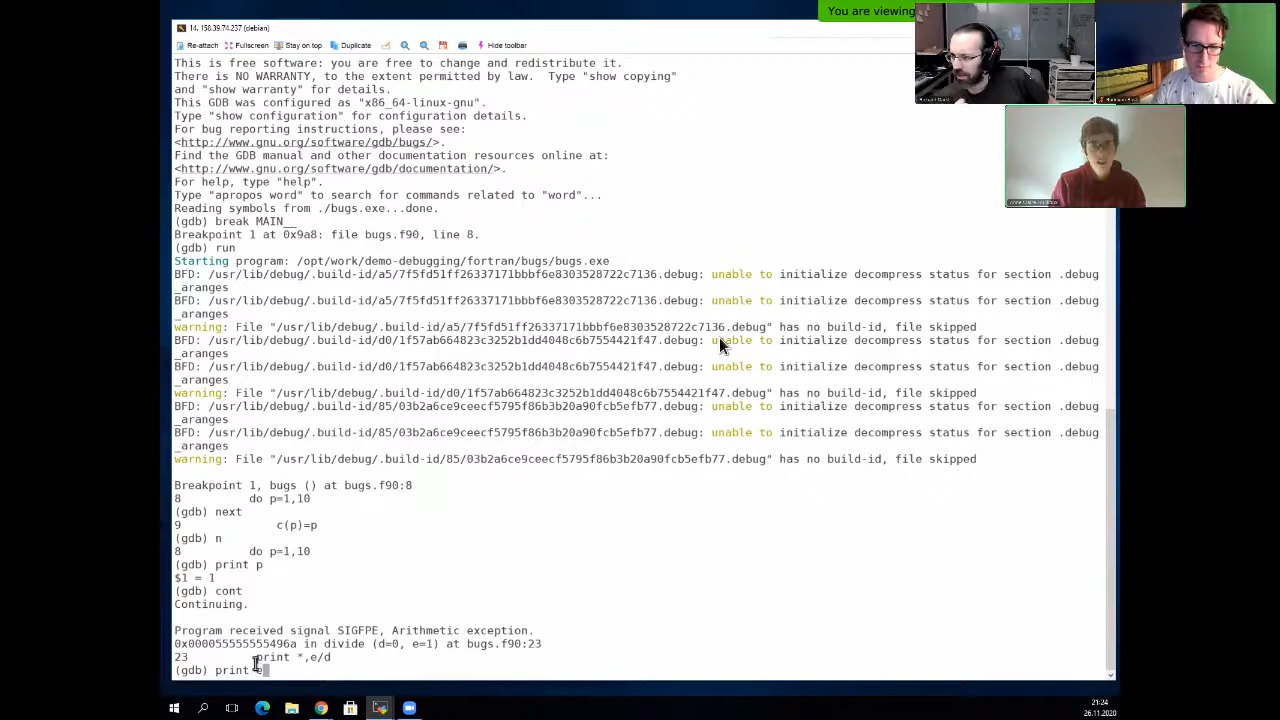 14. 158.39.74.237 (debian)
You are viewing
Re-attach Fullscreen Stay on top Duplicate Hide toolbar
This is free software: you are free to change and redistribute it.
There is NO WARRANTY, to the extent permitted by law.  Type "show copying"
and "show warranty" for details.
This GDB was configured as "x86_64-linux-gnu".
Type "show configuration" for configuration details.
For bug reporting instructions, please see:
<http://www.gnu.org/software/gdb/bugs/>.
Find the GDB manual and other documentation resources online at:
<http://www.gnu.org/software/gdb/documentation/>.
For help, type "help".
Type "apropos word" to search for commands related to "word"...
Reading symbols from ./bugs.exe...done.
(gdb) break MAIN__
Breakpoint 1 at 0x9a8: file bugs.f90, line 8.
(gdb) run
Starting program: /opt/work/demo-debugging/fortran/bugs/bugs.exe
BFD: /usr/lib/debug/.build-id/a5/7f5fd51ff26337171bbbf6e8303528722c7136.debug: unable to initialize decompress status for section .debug
_aranges
BFD: /usr/lib/debug/.build-id/a5/7f5fd51ff26337171bbbf6e8303528722c7136.debug: unable to initialize decompress status for section .debug
_aranges
warning: File "/usr/lib/debug/.build-id/a5/7f5fd51ff26337171bbbf6e8303528722c7136.debug" has no build-id, file skipped
BFD: /usr/lib/debug/.build-id/d0/1f57ab664823c3252b1dd4048c6b7554421f47.debug: unable to initialize decompress status for section .debug
_aranges
BFD: /usr/lib/debug/.build-id/d0/1f57ab664823c3252b1dd4048c6b7554421f47.debug: unable to initialize decompress status for section .debug
_aranges
warning: File "/usr/lib/debug/.build-id/d0/1f57ab664823c3252b1dd4048c6b7554421f47.debug" has no build-id, file skipped
BFD: /usr/lib/debug/.build-id/85/03b2a6ce9ceecf5795f86b3b20a90fcb5efb77.debug: unable to initialize decompress status for section .debug
_aranges
BFD: /usr/lib/debug/.build-id/85/03b2a6ce9ceecf5795f86b3b20a90fcb5efb77.debug: unable to initialize decompress status for section .debug
_aranges
warning: File "/usr/lib/debug/.build-id/85/03b2a6ce9ceecf5795f86b3b20a90fcb5efb77.debug" has no build-id, file skipped
Breakpoint 1, bugs () at bugs.f90:8
8         do p=1,10
(gdb) next
9             c(p)=p
(gdb) n
8         do p=1,10
(gdb) print p
$1 = 1
(gdb) cont
Continuing.
Program received signal SIGFPE, Arithmetic exception.
0x000055555555496a in divide (d=0, e=1) at bugs.f90:23
23          print *,e/d
(gdb) print
21:24
26.11.2020